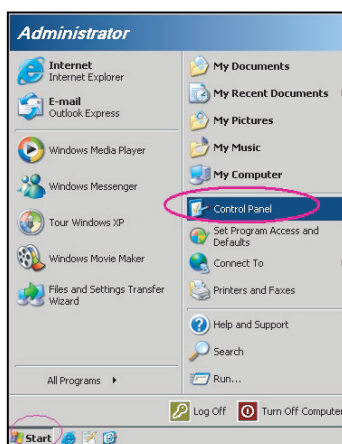 Administrator
Internet
Internet Explorer
E-mail
Outlook Express
Windows Media Player
Windows Messenger
Tour Windows XP
Windows Movie Maker
Files and Settings Transfer
Wizard
All Programs
My Documents
My Recent Documents
My Pictures
My Music
My Computer
Control Panel
Set Program Access and
Defaults
Connect To
Printers and Faxes
Help and Support
Search
Run...
Log Off
Turn Off Computer
Start